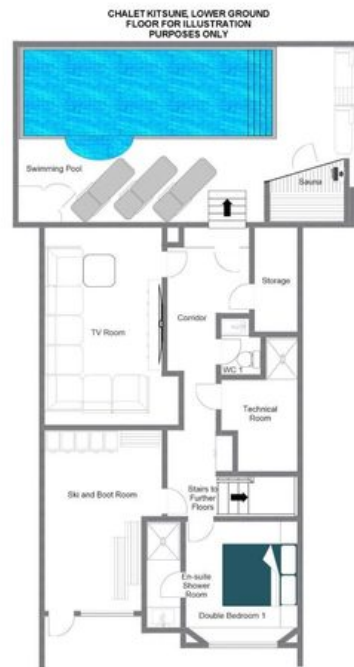 CHALET KITSUNE, LOWER GROUND
FLOOR FOR ILLUSTRATION
PURPOSES ONLY
Swimming Pool
Sauna
Storage
TV Room
Corridor
WC 1
Technical
Room
Ski and Boot Room
Stairs to
Further
Floors
En-suite
Shower
Room
Double Bedroom 1